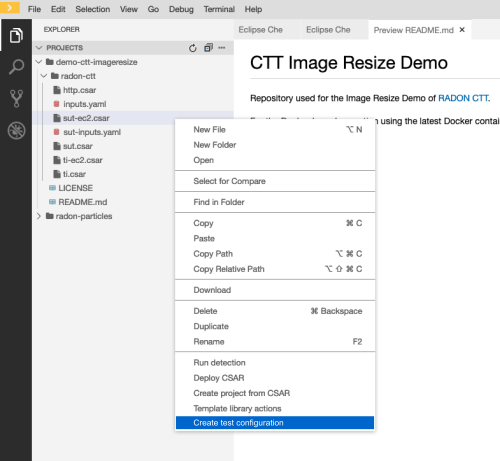 File Edit Selection View Go Debug Terminal Help
EXPLORER
PROJECTS
demo-ctt-imageresize
radon-ctt
http.csar
inputs.yaml
sut-ec2.csar
sut-inputs.yaml
sut.csar
ti-ec2.csar
ti.csar
LICENSE
README.md
radon-particles
Eclipse Che Eclipse Che Preview README.md ×
CTT Image Resize Demo
Repository used for the Image Resize Demo of RADON CTT.
using the latest Docker contai
New File ⌥ N
New Folder
Open
Select for Compare
Find in Folder
Copy ⌘ C
Paste
Copy Path ⌥ ⌘ C
Copy Relative Path ⌥ ⇧ ⌘ C
Download
Delete ⌘ Backspace
Duplicate
Rename F2
Run detection
Deploy CSAR
Create project from CSAR
Template library actions
Create test configuration